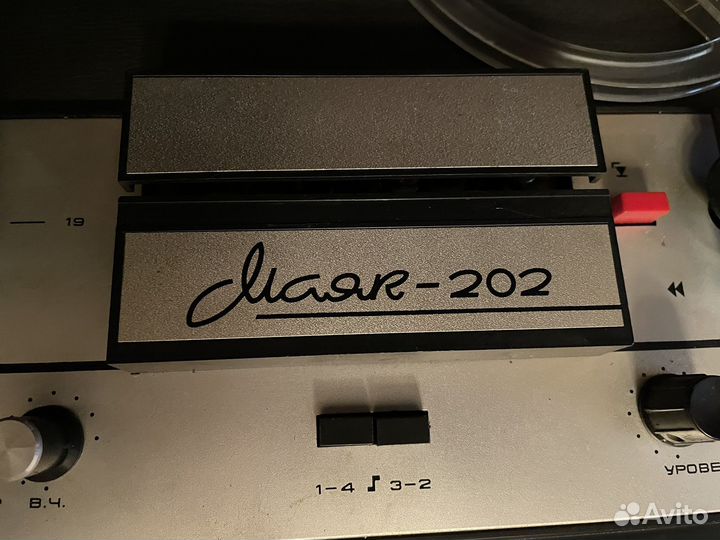 19
Маяк-202
1-4 3-2
В.Ч.
УРОВЕ
Avito